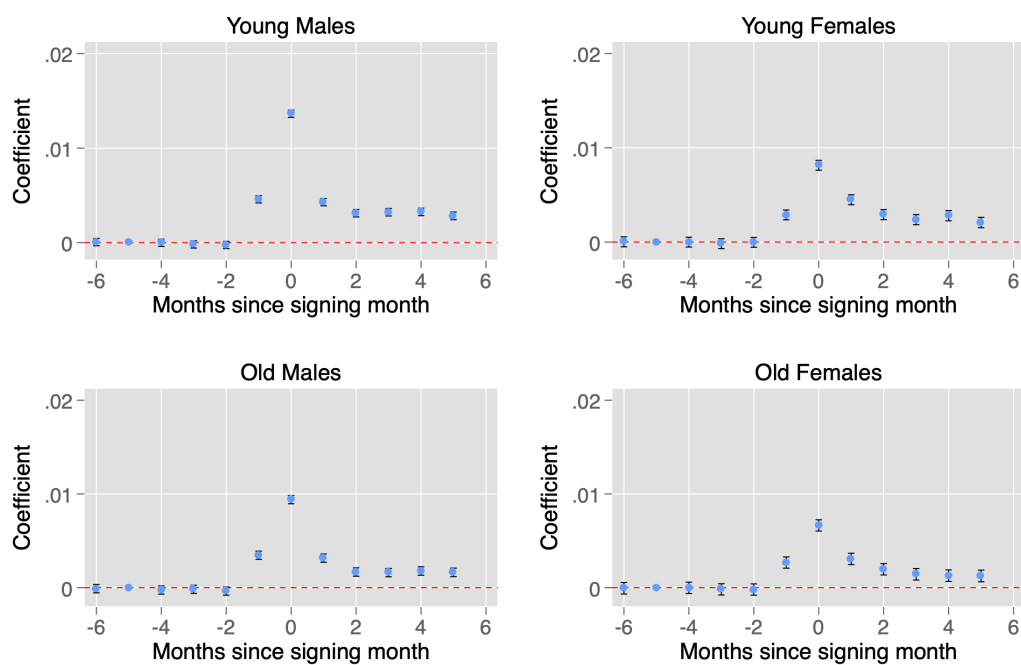 Young Males
Coefficient
.02
.01
0
-6 -4 -2 0 2 4 6
Months since signing month
Young Females
Coefficient
.02
.01
0
-6 -4 -2 0 2 4 6
Months since signing month
Old Males
Coefficient
.02
.01
0
-6 -4 -2 0 2 4 6
Months since signing month
Old Females
Coefficient
.02
.01
0
-6 -4 -2 0 2 4 6
Months since signing month